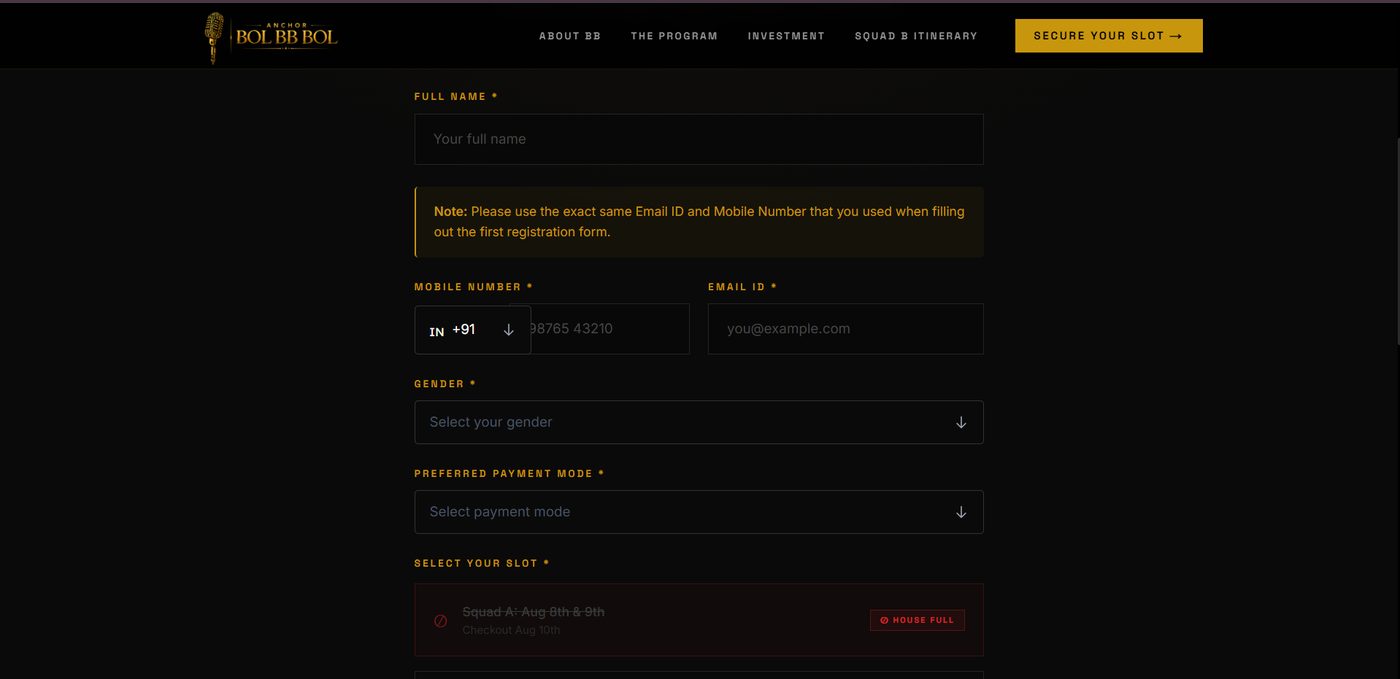 ANCHOR
BOL BB BOL
ABOUT BB
THE PROGRAM
INVESTMENT
SQUAD B ITINERARY
SECURE YOUR SLOT →
FULL NAME *
Your full name
Note: Please use the exact same Email ID and Mobile Number that you used when filling
out the first registration form.
MOBILE NUMBER *
EMAIL ID *
IN +91
98765 43210
you@example.com
GENDER *
Select your gender
PREFERRED PAYMENT MODE *
Select payment mode
SELECT YOUR SLOT *
Squad A: Aug 8th & 9th
Checkout Aug 10th
HOUSE FULL